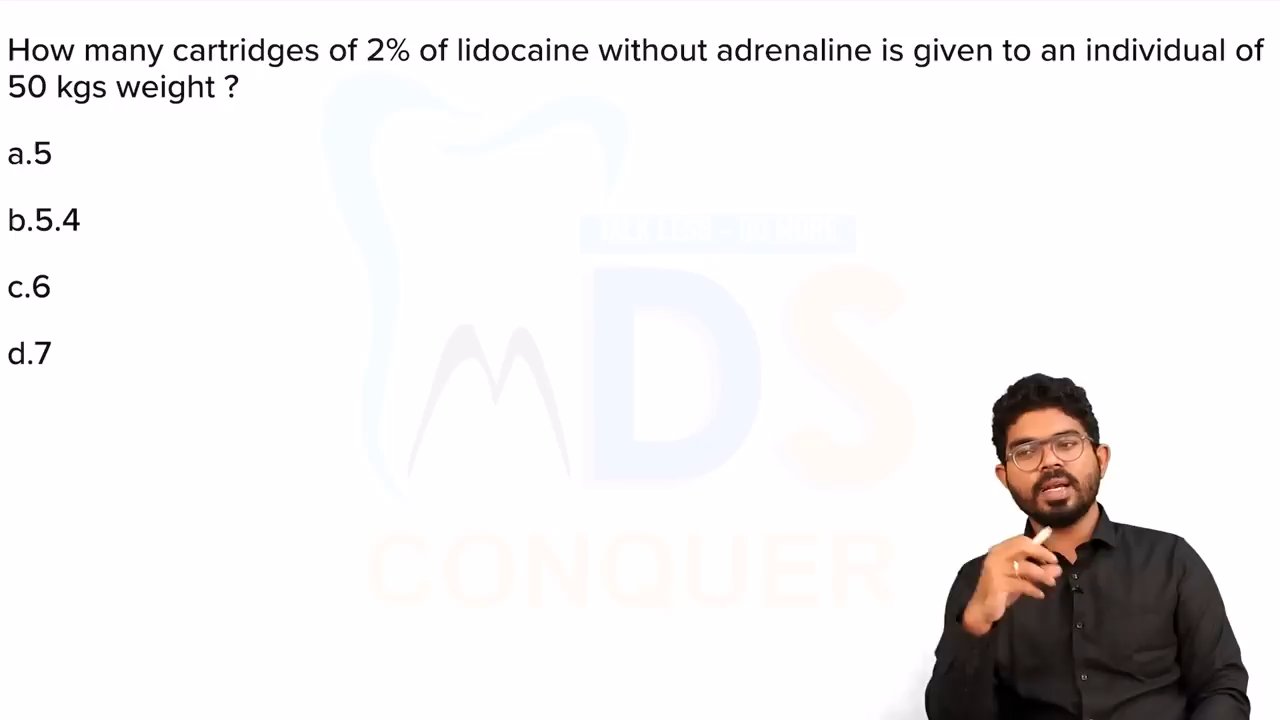 How many cartridges of 2% of lidocaine without adrenaline is given to an individual of
50 kgs weight ?
a.5
b.5.4
c.6
d.7
MDS
CONQUER